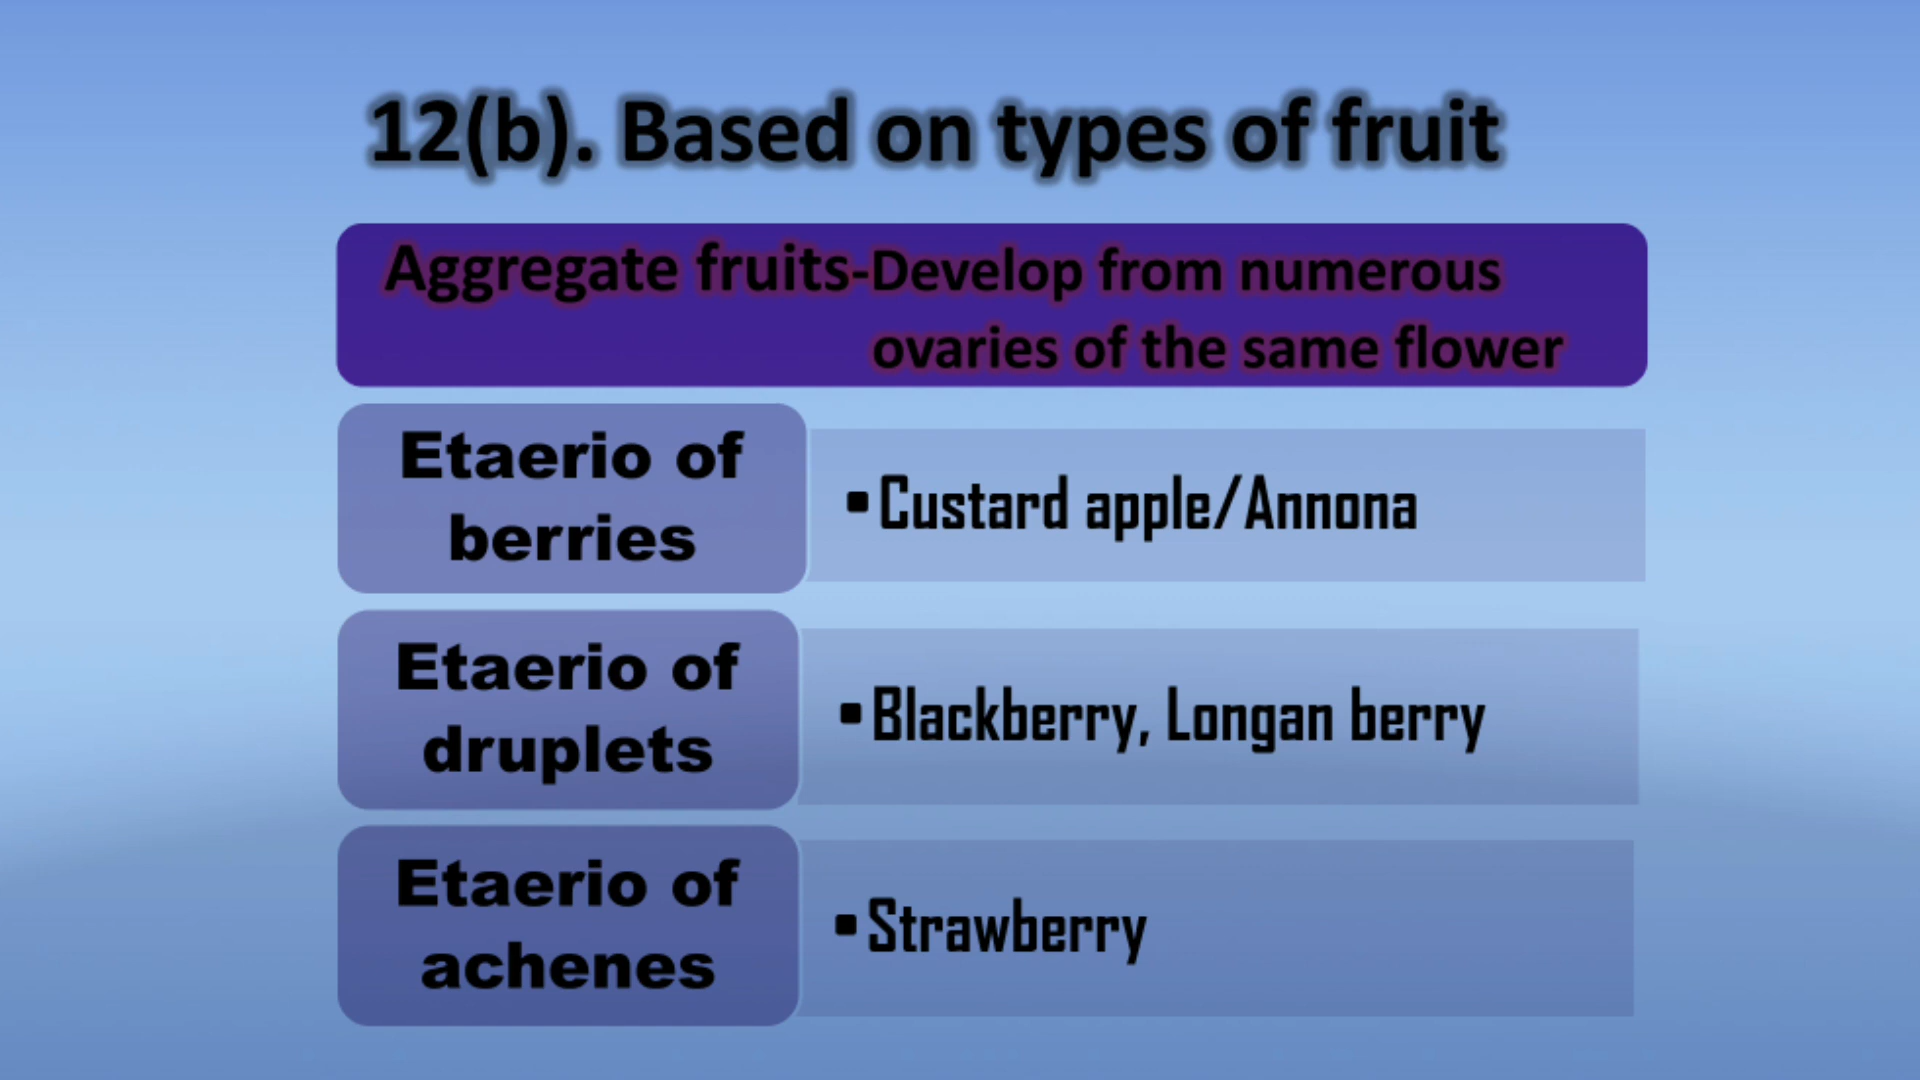 12(b). Based on types of fruit
Aggregate fruits-Develop from numerous
ovaries of the same flower
Etaerio of
berries
▪Custard apple/Annona
Etaerio of
druplets
▪Blackberry, Longan berry
Etaerio of
achenes
▪Strawberry